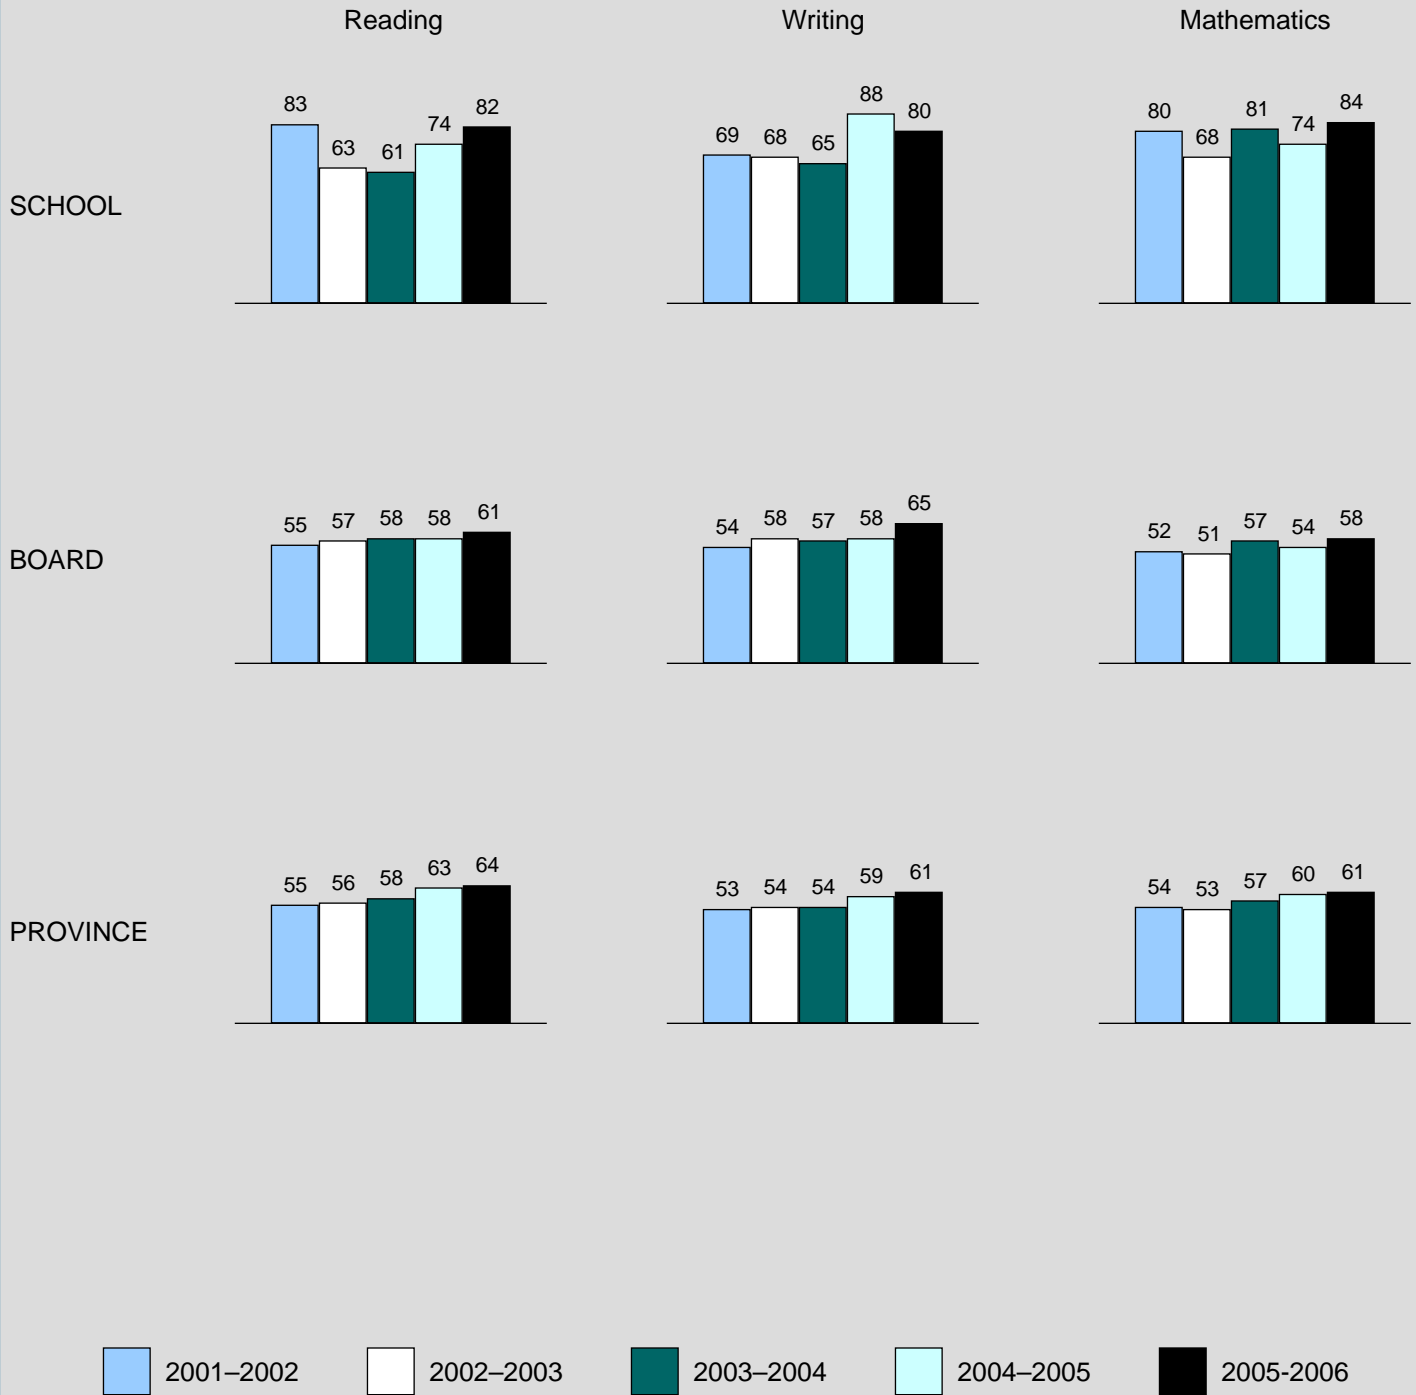 Reading Writing Mathematics
SCHOOL
83 63 61 74 82
69 68 65 88 80
80 68 81 74 84
BOARD
55 57 58 58 61
54 58 57 58 65
52 51 57 54 58
PROVINCE
55 56 58 63 64
53 54 54 59 61
54 53 57 60 61
2001–2002 2002–2003 2003–2004 2004–2005 2005-2006